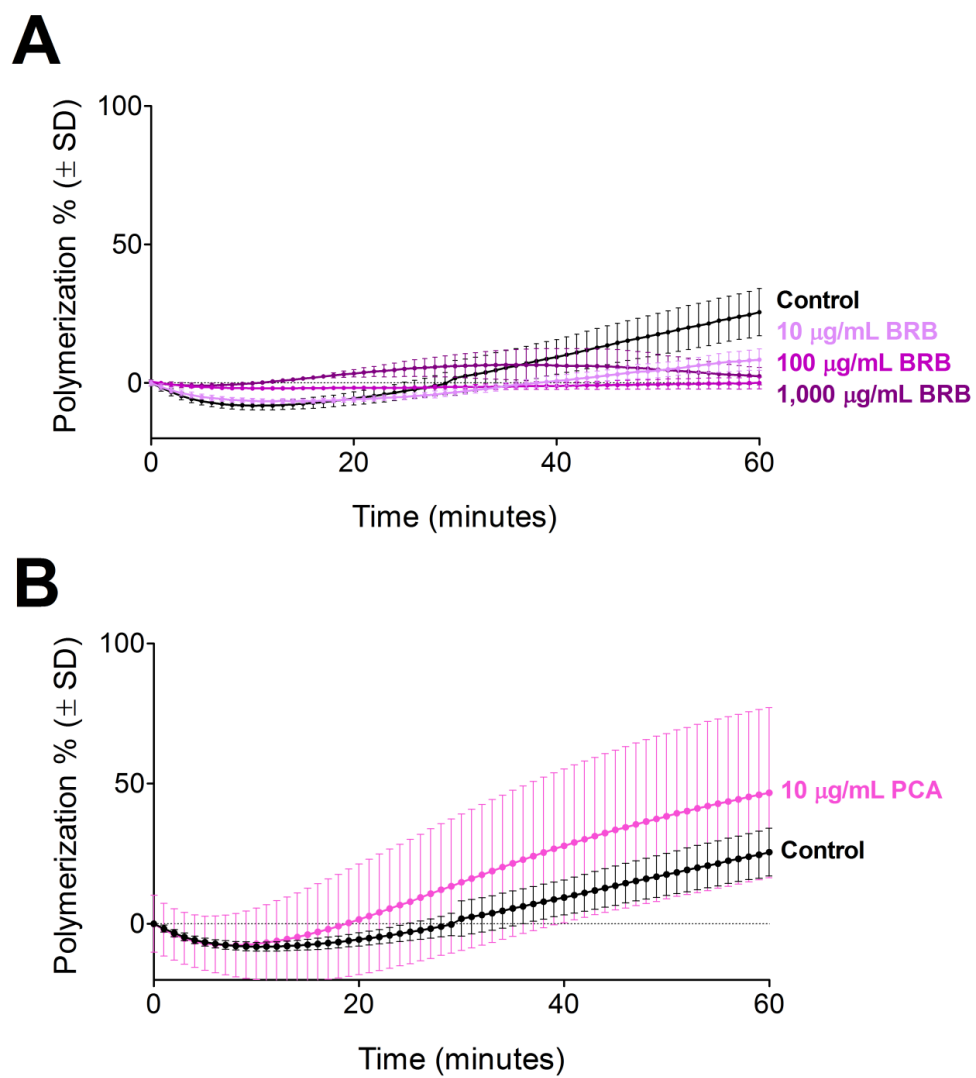 A
Polymerization % (± SD)
100
50
0
Control
10 μg/mL BRB
100 μg/mL BRB
1,000 μg/mL BRB
0
20
40
60
Time (minutes)
B
Polymerization % (± SD)
100
50
0
10 μg/mL PCA
Control
0
20
40
60
Time (minutes)